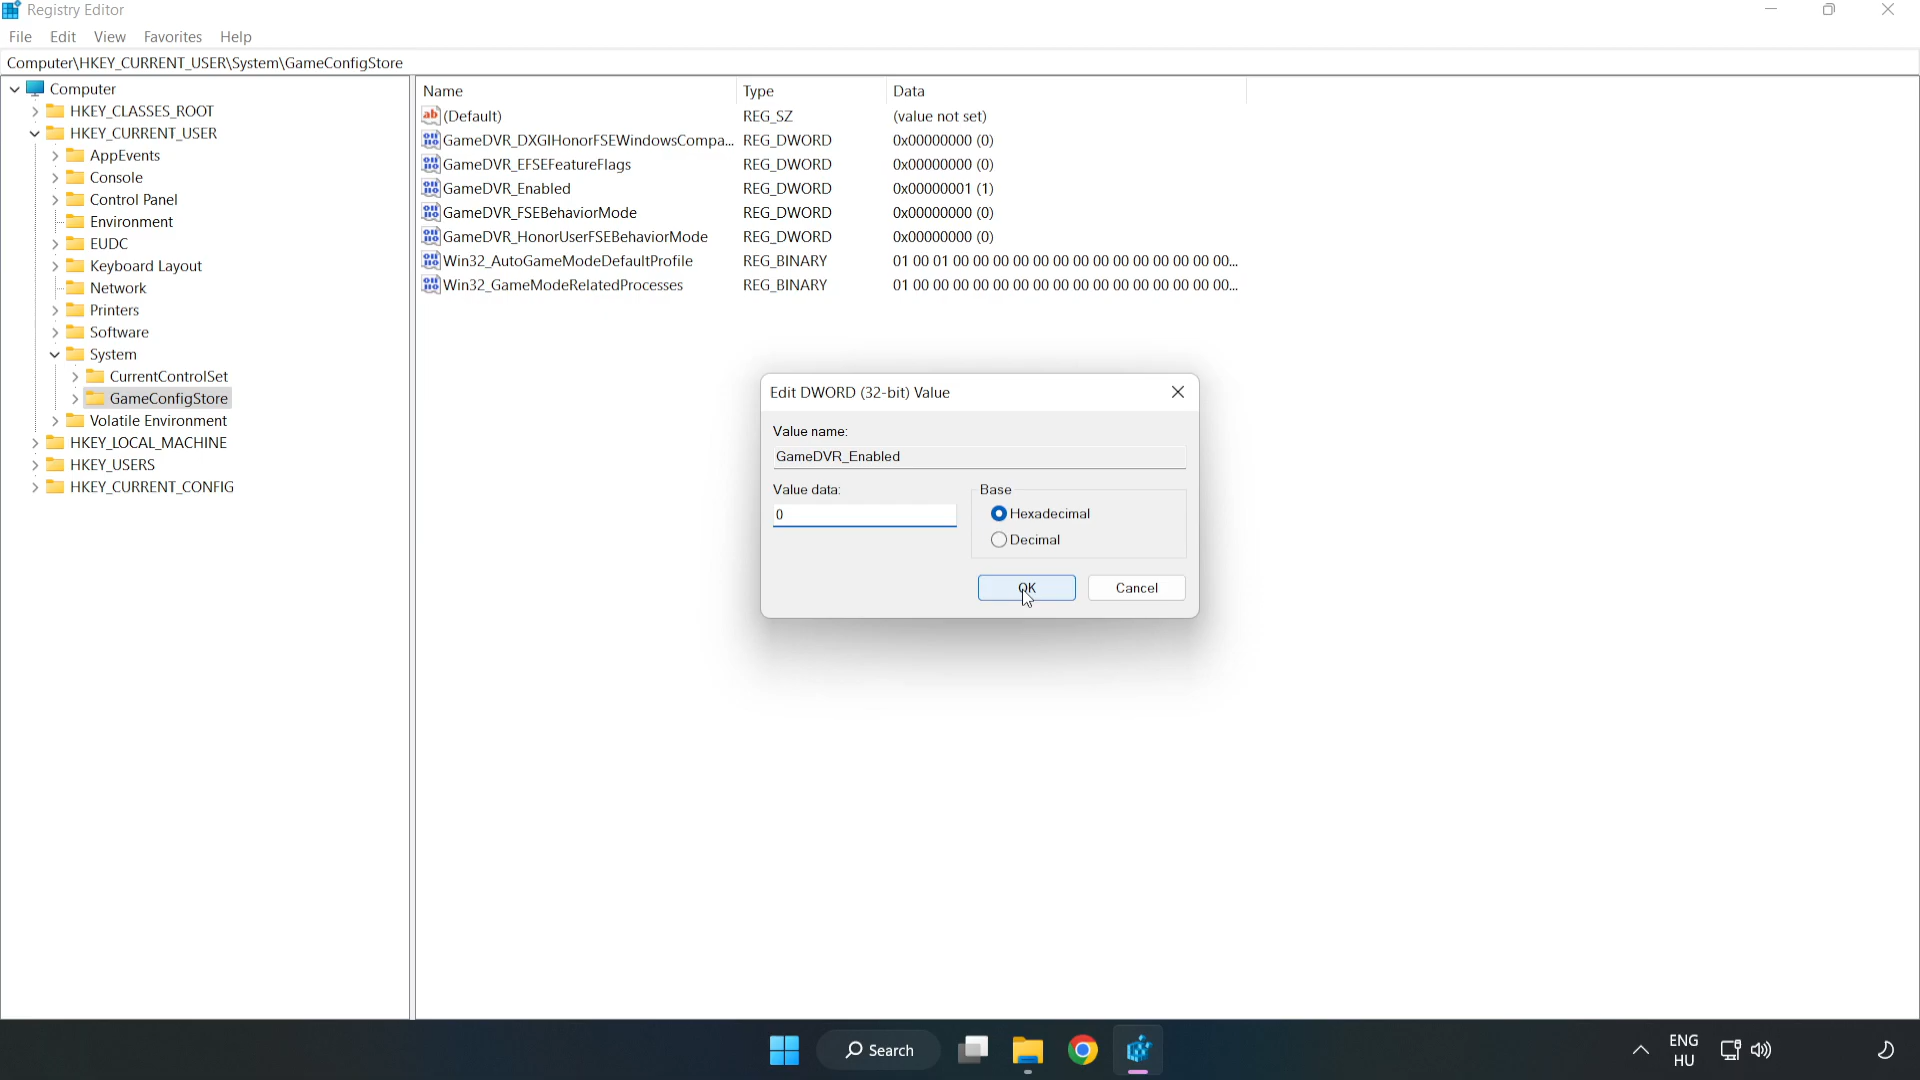 Registry Editor
File Edit View Favorites Help
Computer\HKEY_CURRENT_USER\System\GameConfigStore
Computer
HKEY_CLASSES_ROOT
HKEY_CURRENT_USER
AppEvents
Console
Control Panel
Environment
EUDC
Keyboard Layout
Network
Printers
Software
System
CurrentControlSet
GameConfigStore
Volatile Environment
HKEY_LOCAL_MACHINE
HKEY_USERS
HKEY_CURRENT_CONFIG
Name Type Data
(Default) REG_SZ (value not set)
GameDVR_DXGIHonorFSEWindowsCompa... REG_DWORD 0x00000000 (0)
GameDVR_EFSEFeatureFlags REG_DWORD 0x00000000 (0)
GameDVR_Enabled REG_DWORD 0x00000001 (1)
GameDVR_FSEBehaviorMode REG_DWORD 0x00000000 (0)
GameDVR_HonorUserFSEBehaviorMode REG_DWORD 0x00000000 (0)
Win32_AutoGameModeDefaultProfile REG_BINARY 01 00 01 00 00 00 00 00 00 00 00 00 00 00 00 00 00...
Win32_GameModeRelatedProcesses REG_BINARY 01 00 00 00 00 00 00 00 00 00 00 00 00 00 00 00 00...
Edit DWORD (32-bit) Value
Value name:
GameDVR_Enabled
Value data: Base
0 Hexadecimal
Decimal
OK Cancel
Search
ENG
HU